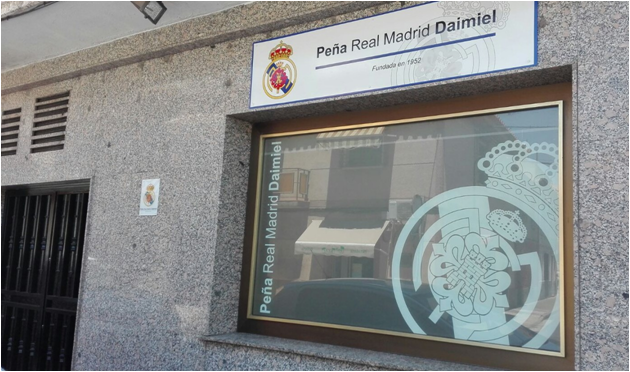 Peña Real Madrid Daimiel
Fundada en 1952
Peña Real Madrid Daimiel